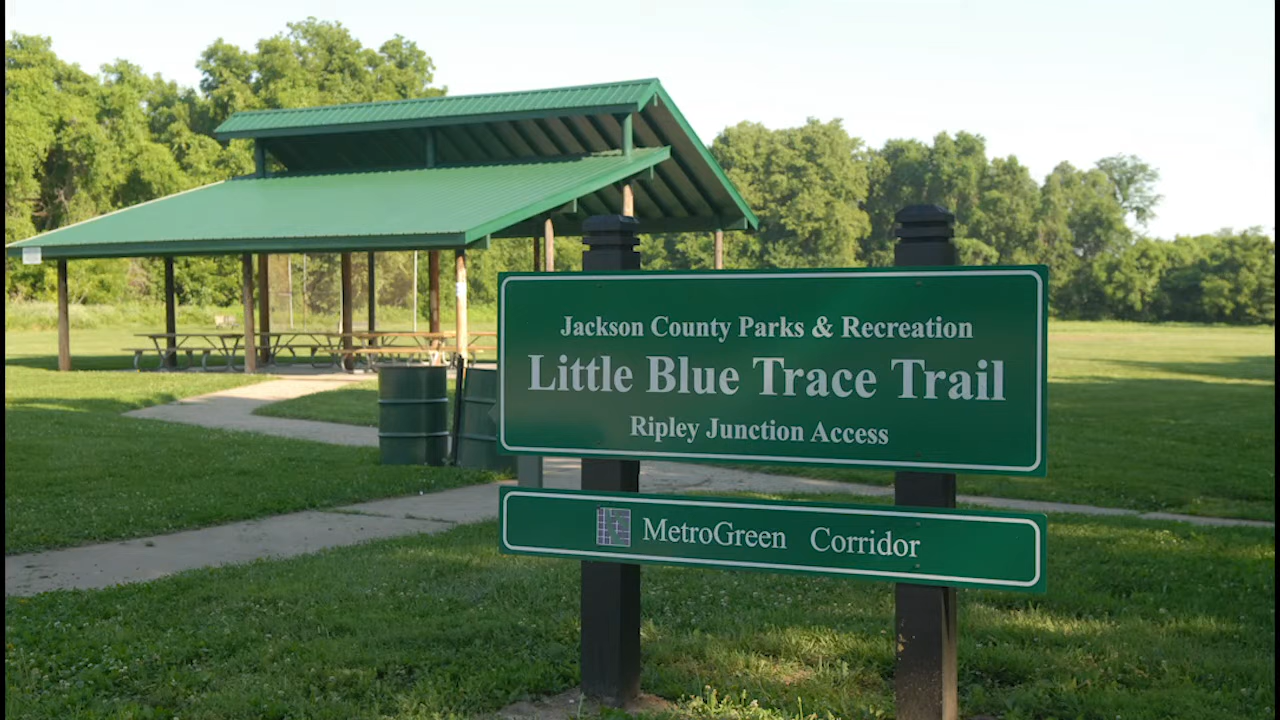 Jackson County Parks & Recreation
Little Blue Trace Trail
Ripley Junction Access
MetroGreen Corridor